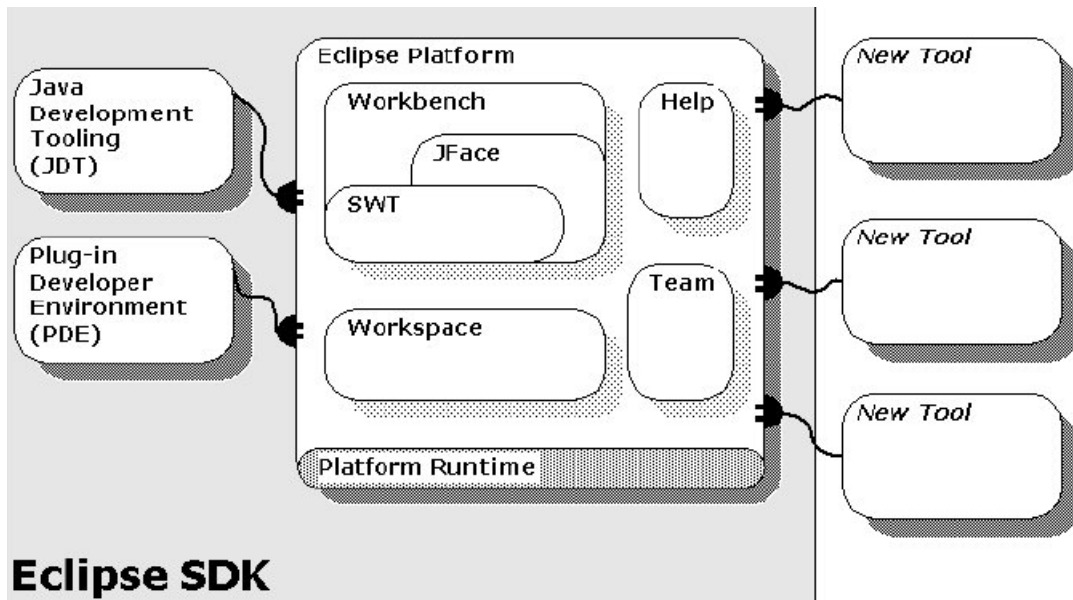 Eclipse Platform
New Tool
Java
Development
Tooling
(JDT)
Workbench
Help
JFace
SWT
Plug-in
Developer
Environment
(PDE)
New Tool
Team
Workspace
New Tool
Platform Runtime
Eclipse SDK